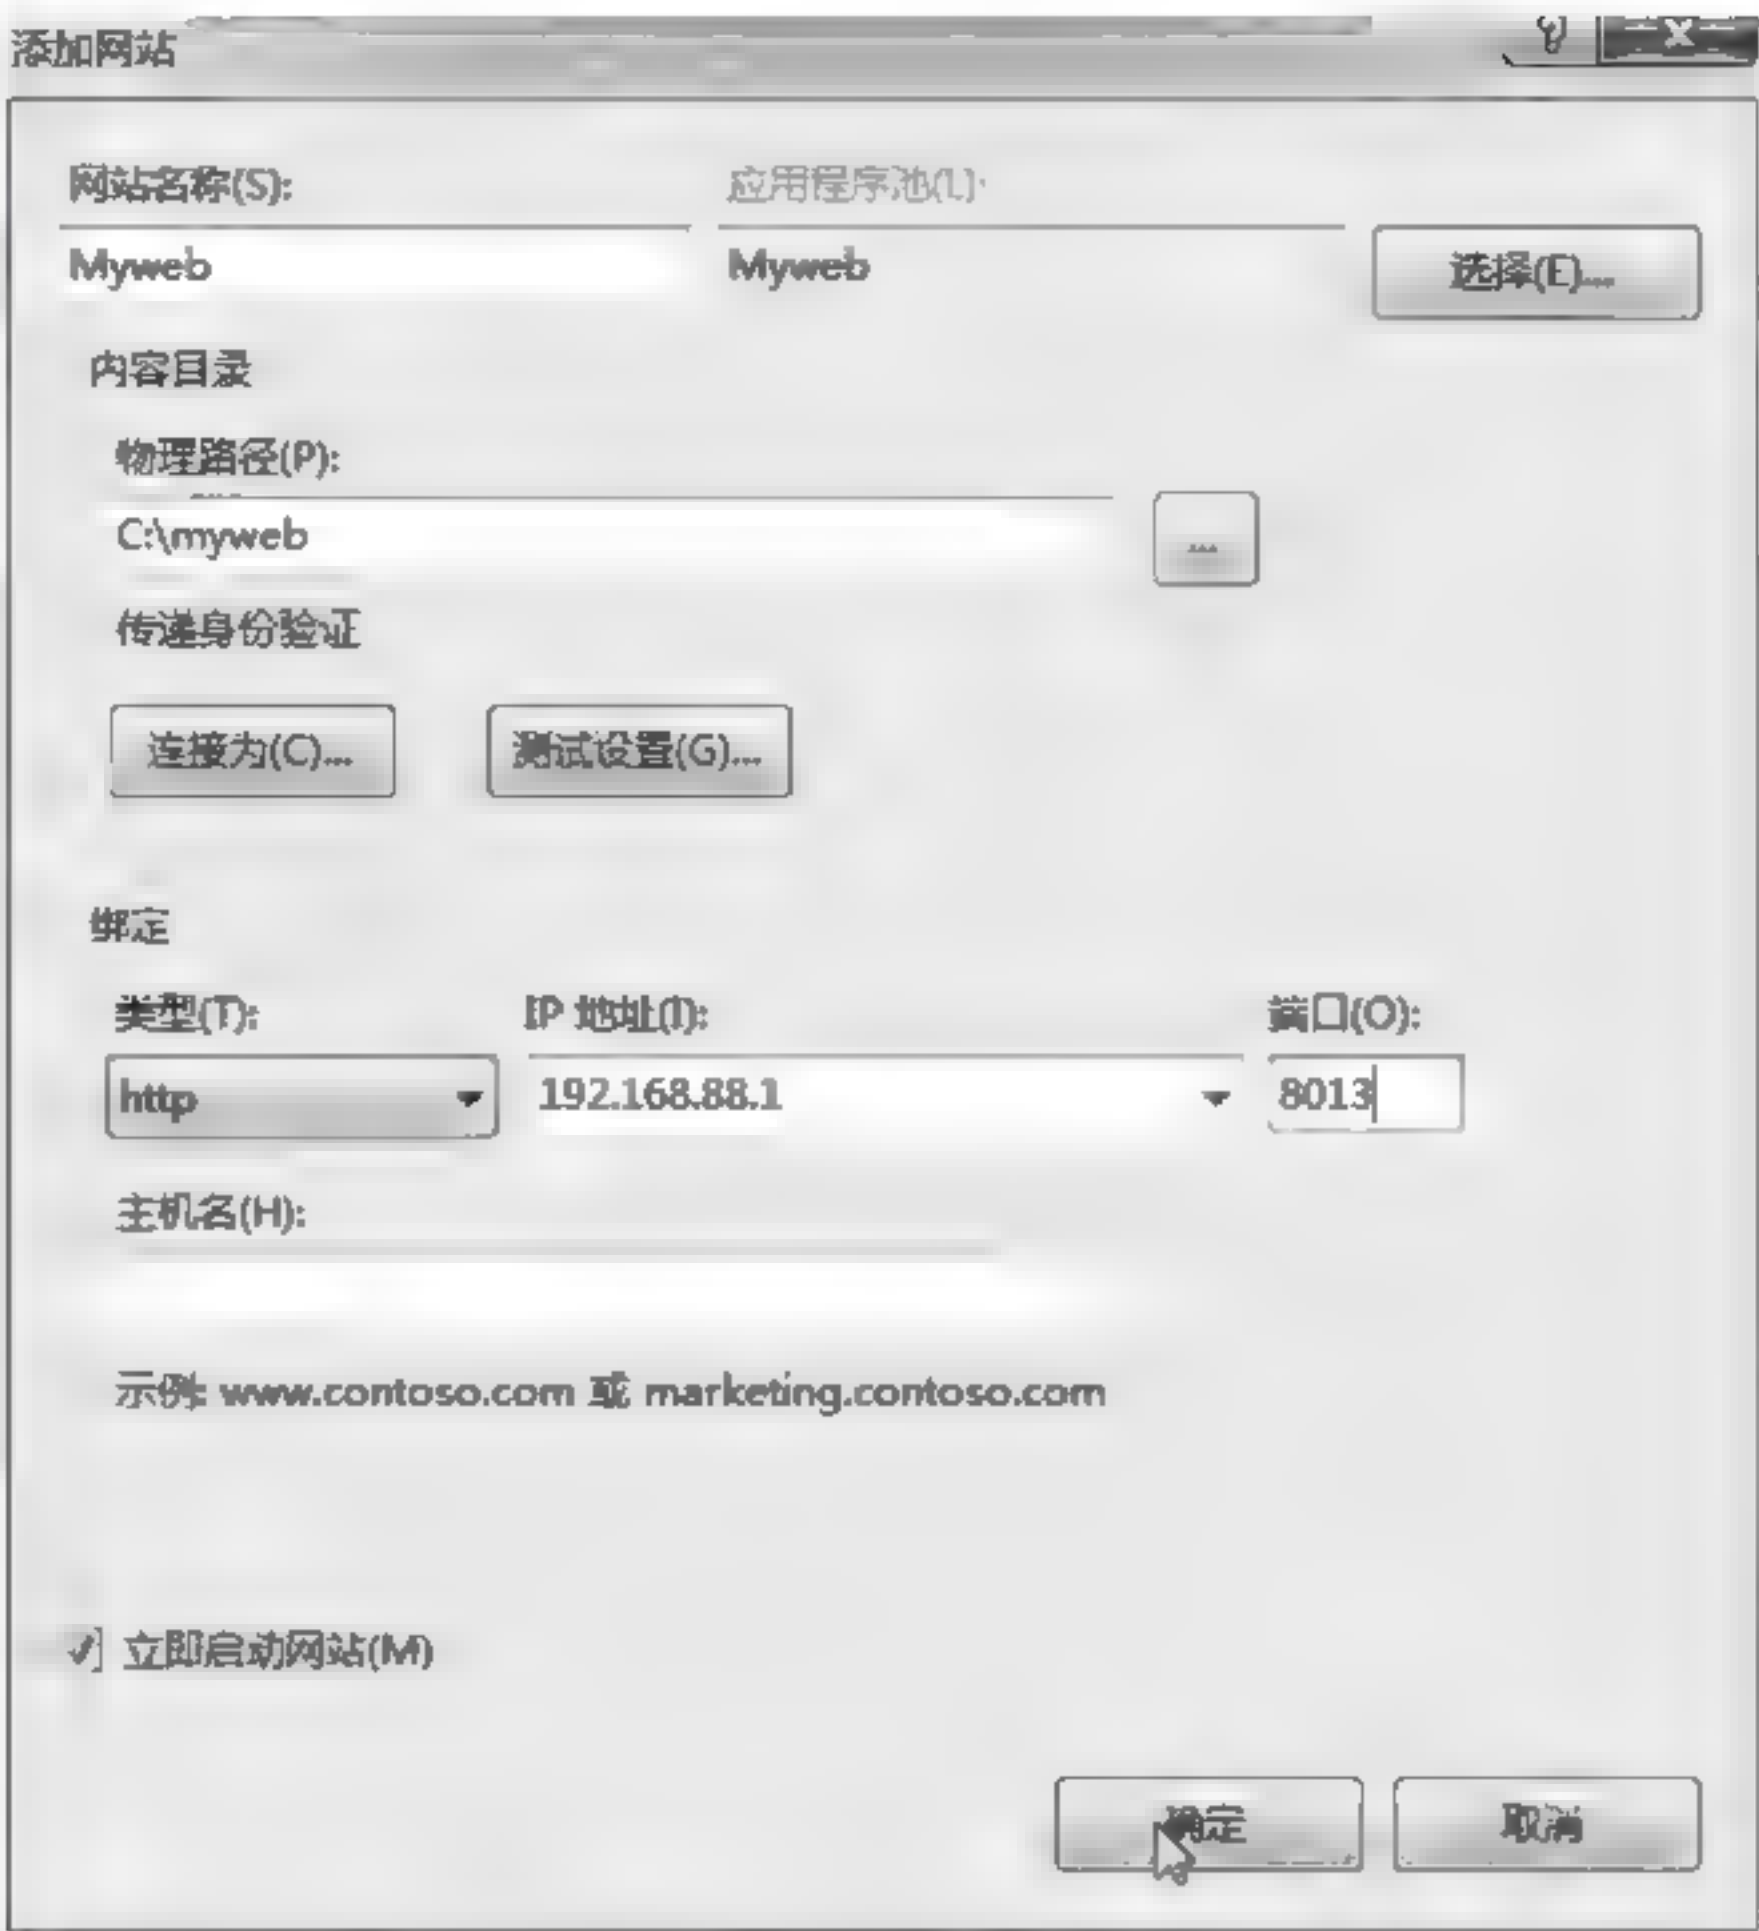 添加网站
网站名称(S): 应用程序池(L):
Myweb Myweb 选择(E)...
内容目录
物理路径(P):
C:\myweb ...
传递身份验证
连接为(C)... 测试设置(G)...
绑定
类型(T): IP 地址(I): 端口(O):
http 192.168.88.1 8013
主机名(H):
示例: www.contoso.com 或 marketing.contoso.com
立即启动网站(M)
确定 取消